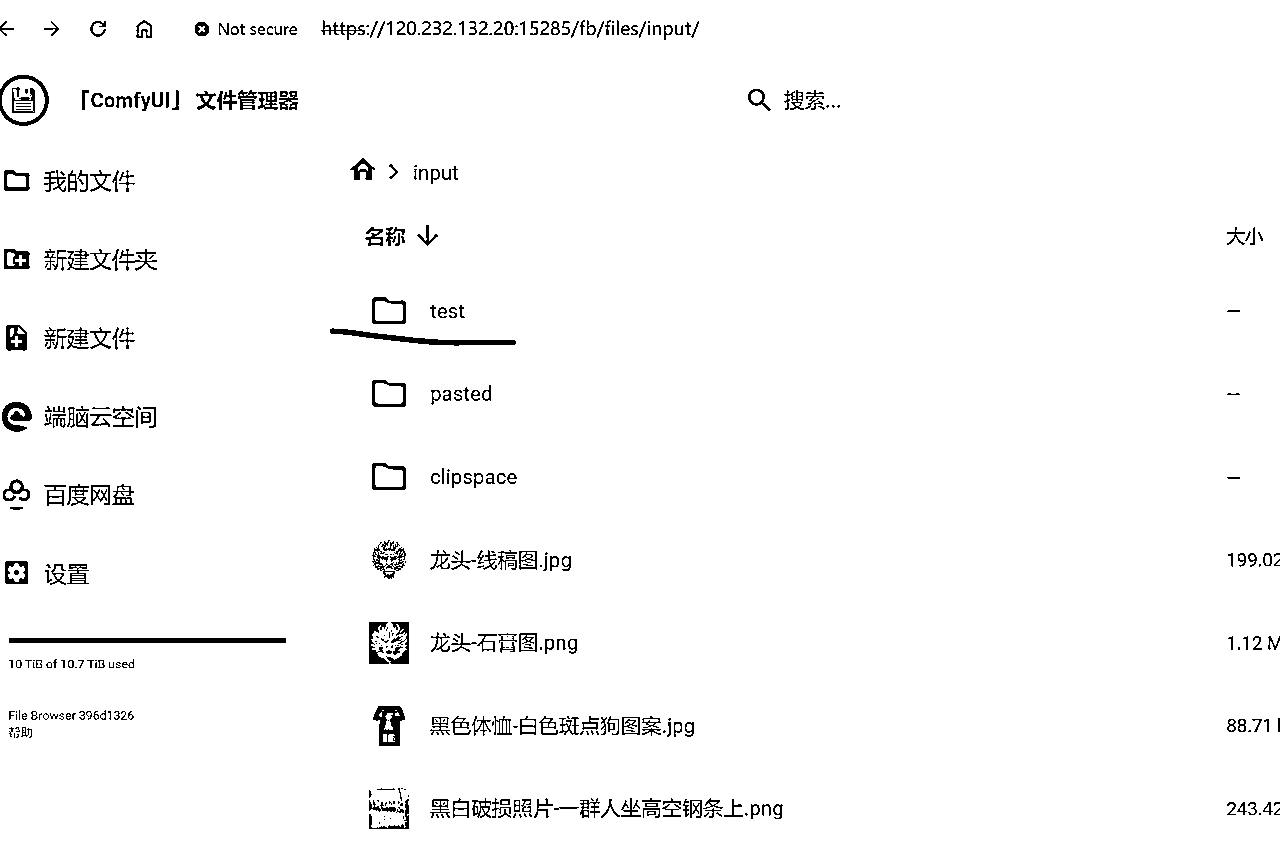 Not secure https://120.232.132.20:15285/fb/files/input/
「ComfyUI」 文件管理器
搜索...
我的文件
新建文件夹
新建文件
端脑云空间
百度网盘
设置
10 TiB of 10.7 TiB used
File Browser 396d1326
帮助
input
名称 大小
test —
pasted —
clipspace —
龙头-线稿图.jpg 199.02
龙头-石膏图.png 1.12 M
黑色体恤-白色斑点狗图案.jpg 88.71
黑白破损照片-一群人坐高空钢条上.png 243.42